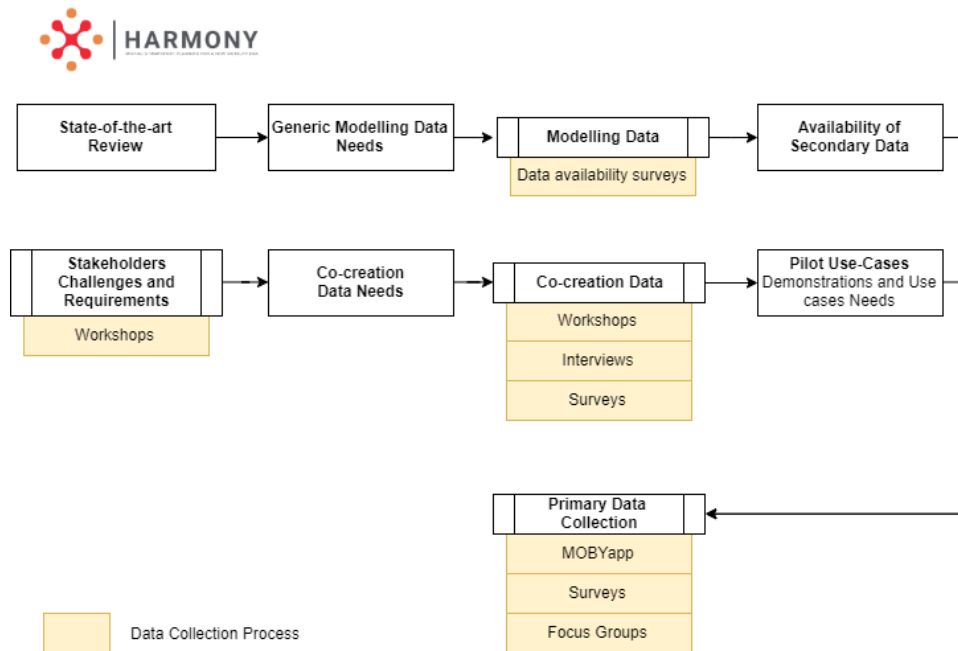 HARMONY
State-of-the-art
Review
Generic Modelling Data
Needs
Modelling Data
Data availability surveys
Availability of
Secondary Data
Stakeholders
Challenges and
Requirements
Workshops
Co-creation
Data Needs
Co-creation Data
Workshops
Interviews
Surveys
Pilot Use-Cases
Demonstrations and Use
cases Needs
Primary Data
Collection
MOBYapp
Surveys
Focus Groups
Data Collection Process